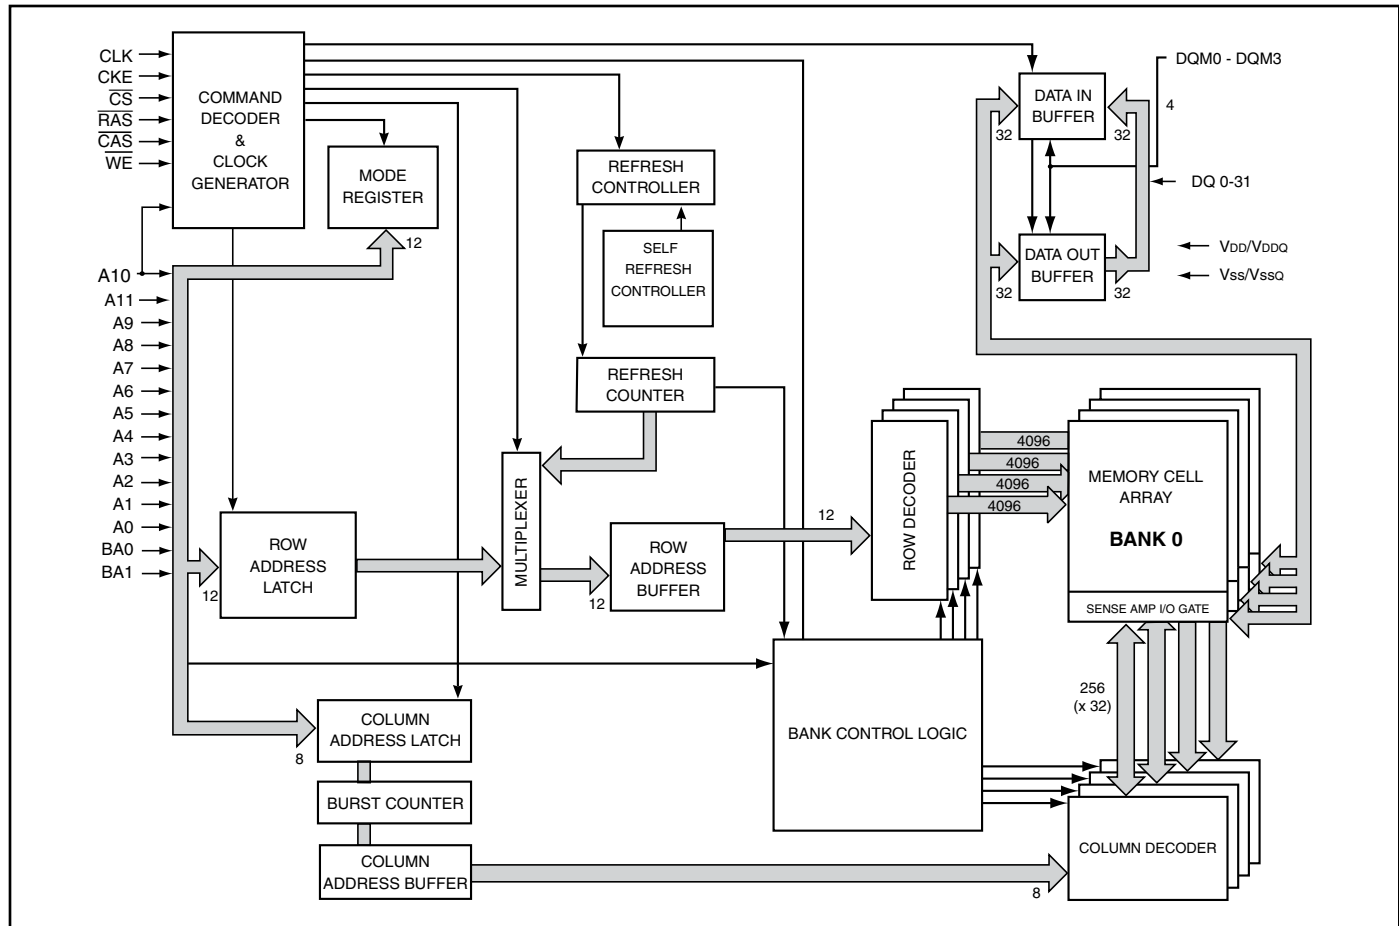 CLK
CKE
CS
RAS
CAS
WE
COMMAND
DECODER
&
CLOCK
GENERATOR
MODE
REGISTER
12
REFRESH
CONTROLLER
SELF
REFRESH
CONTROLLER
REFRESH
COUNTER
DATA IN
BUFFER
32
32
DQM0 - DQM3
4
DQ 0-31
DATA OUT
BUFFER
32
32
VDD/VDDQ
VSS/VSSQ
A10
A11
A9
A8
A7
A6
A5
A4
A3
A2
A1
A0
BA0
BA1
12
ROW
ADDRESS
LATCH
MULTIPLEXER
12
ROW
ADDRESS
BUFFER
12
ROW DECODER
4096
4096
4096
4096
MEMORY CELL
ARRAY
BANK 0
SENSE AMP I/O GATE
256
(x 32)
BANK CONTROL LOGIC
8
COLUMN
ADDRESS LATCH
BURST COUNTER
COLUMN
ADDRESS BUFFER
8
COLUMN DECODER